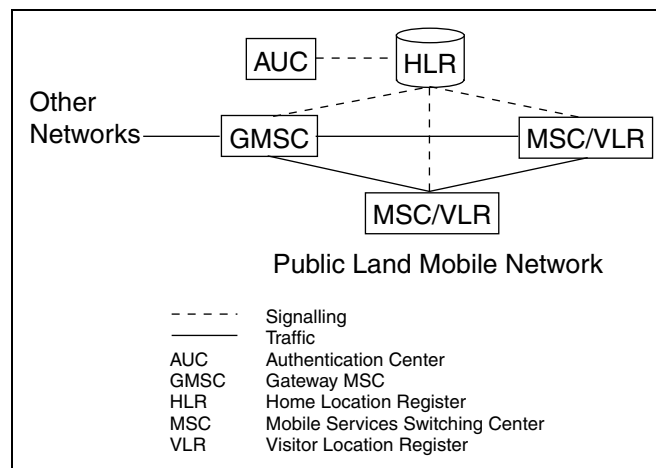 AUC
HLR
Other
Networks
GMSC
MSC/VLR
MSC/VLR
Public Land Mobile Network
Signalling
Traffic
AUC Authentication Center
GMSC Gateway MSC
HLR Home Location Register
MSC Mobile Services Switching Center
VLR Visitor Location Register